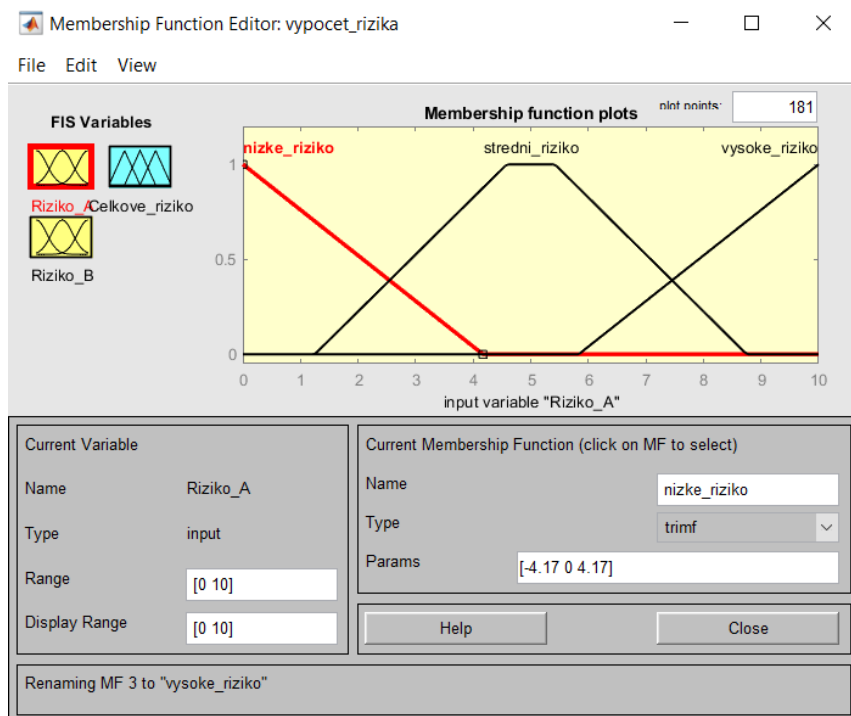 Membership Function Editor: vypocet_rizika
File Edit View
FIS Variables
Riziko_A
Celkove_riziko
Riziko_B
Membership function plots
plot points:
181
nizke_riziko
stredni_riziko
vysoke_riziko
1
0.5
0
0 1 2 3 4 5 6 7 8 9 10
input variable "Riziko_A"
Current Variable
Name Riziko_A
Type input
Range [0 10]
Display Range [0 10]
Current Membership Function (click on MF to select)
Name nizke_riziko
Type trimf
Params [-4.17 0 4.17]
Help Close
Renaming MF 3 to "vysoke_riziko"